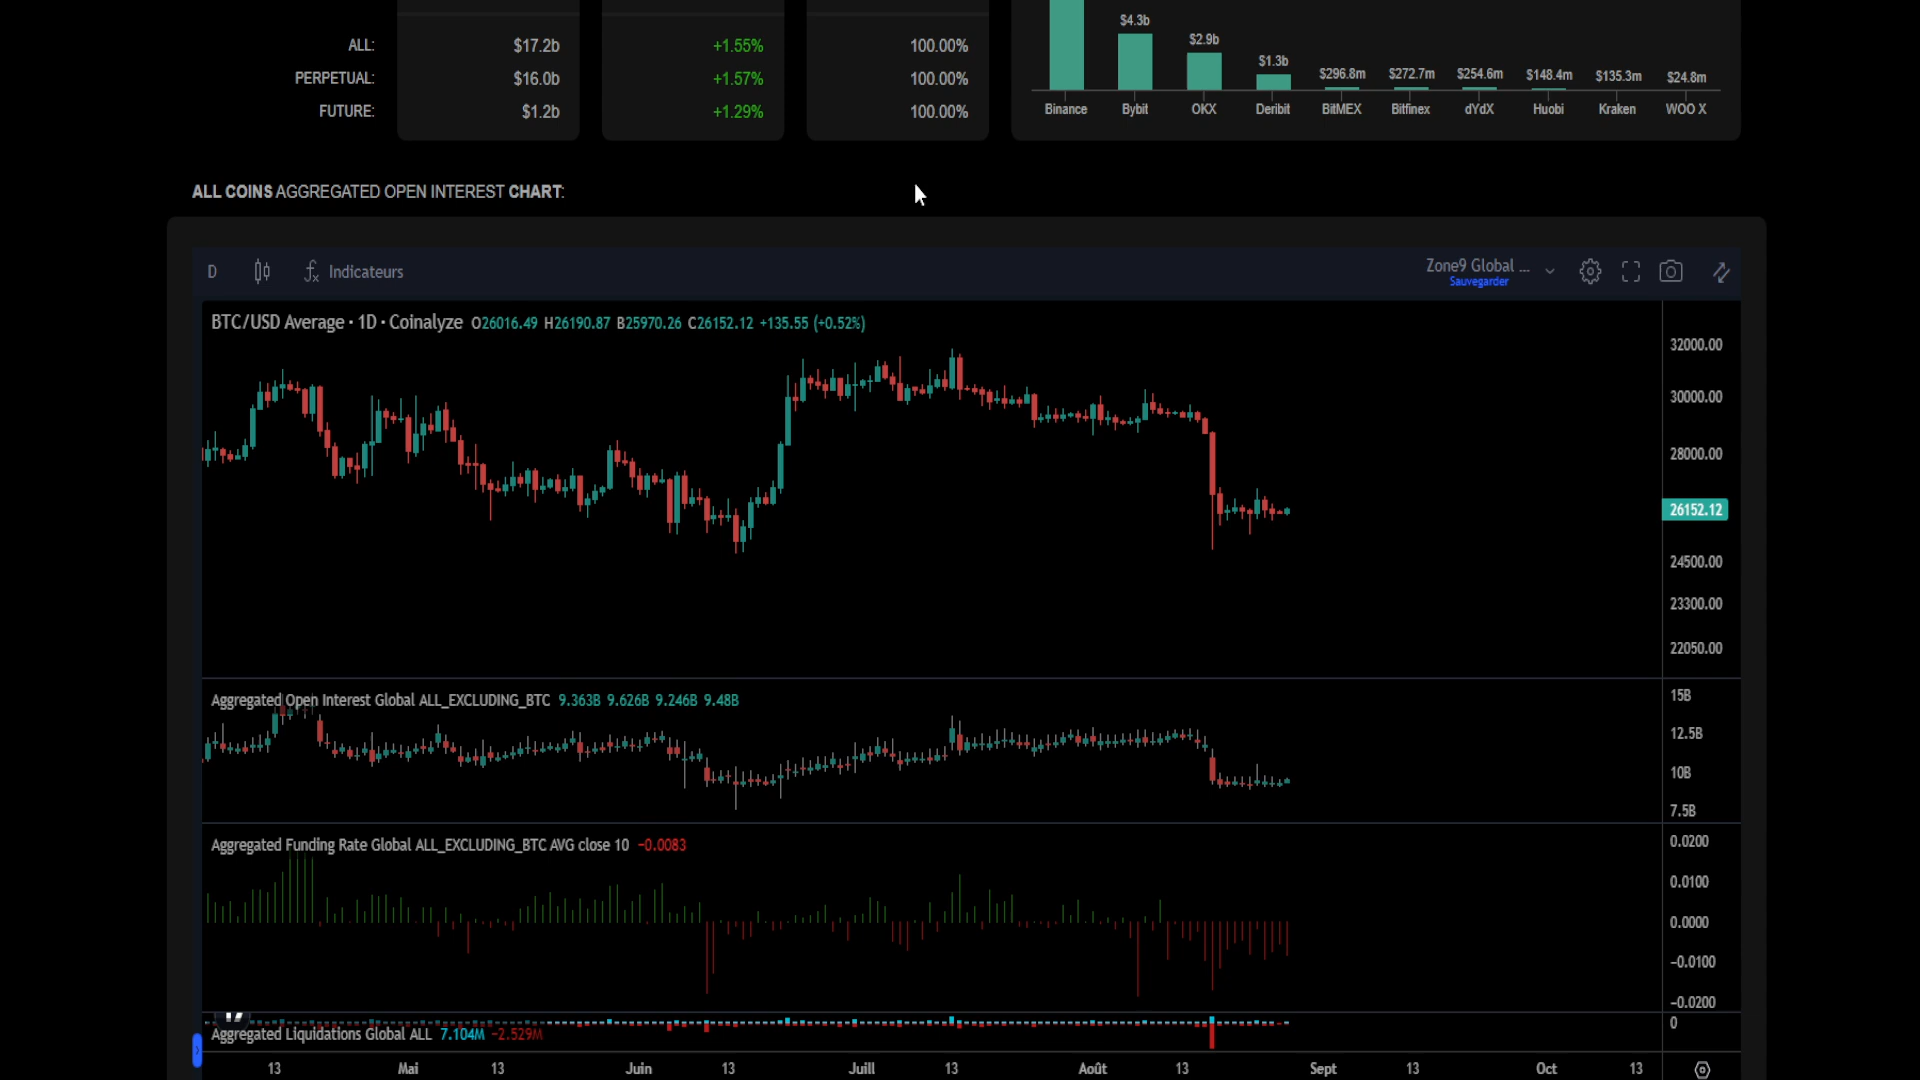 $4.3b
$2.9b
$1.3b
$296.8m $272.7m $254.6m $148.4m $135.3m $24.8m
Binance Bybit OKX Deribit BitMEX Bitfinex dYdX Huobi Kraken WOO X
ALL: $17.2b +1.55% 100.00%
PERPETUAL: $16.0b +1.57% 100.00%
FUTURE: $1.2b +1.29% 100.00%
ALL COINS AGGREGATED OPEN INTEREST CHART:
D Indicateurs Zone9 Global ...
Sauvegarder
BTC/USD Average · 1D · Coinalyze O26016.49 H26190.87 B25970.26 C26152.12 +135.55 (+0.52%)
32000.00
30000.00
28000.00
26152.12
24500.00
23300.00
22050.00
Aggregated Open Interest Global ALL_EXCLUDING_BTC 9.363B 9.626B 9.246B 9.48B
15B
12.5B
10B
7.5B
Aggregated Funding Rate Global ALL_EXCLUDING_BTC AVG close 10 −0.0083
0.0200
0.0100
0.0000
−0.0100
−0.0200
Aggregated Liquidations Global ALL 7.104M −2.529M
0
13 Mai 13 Juin 13 Juill 13 Août 13 Sept 13 Oct 13